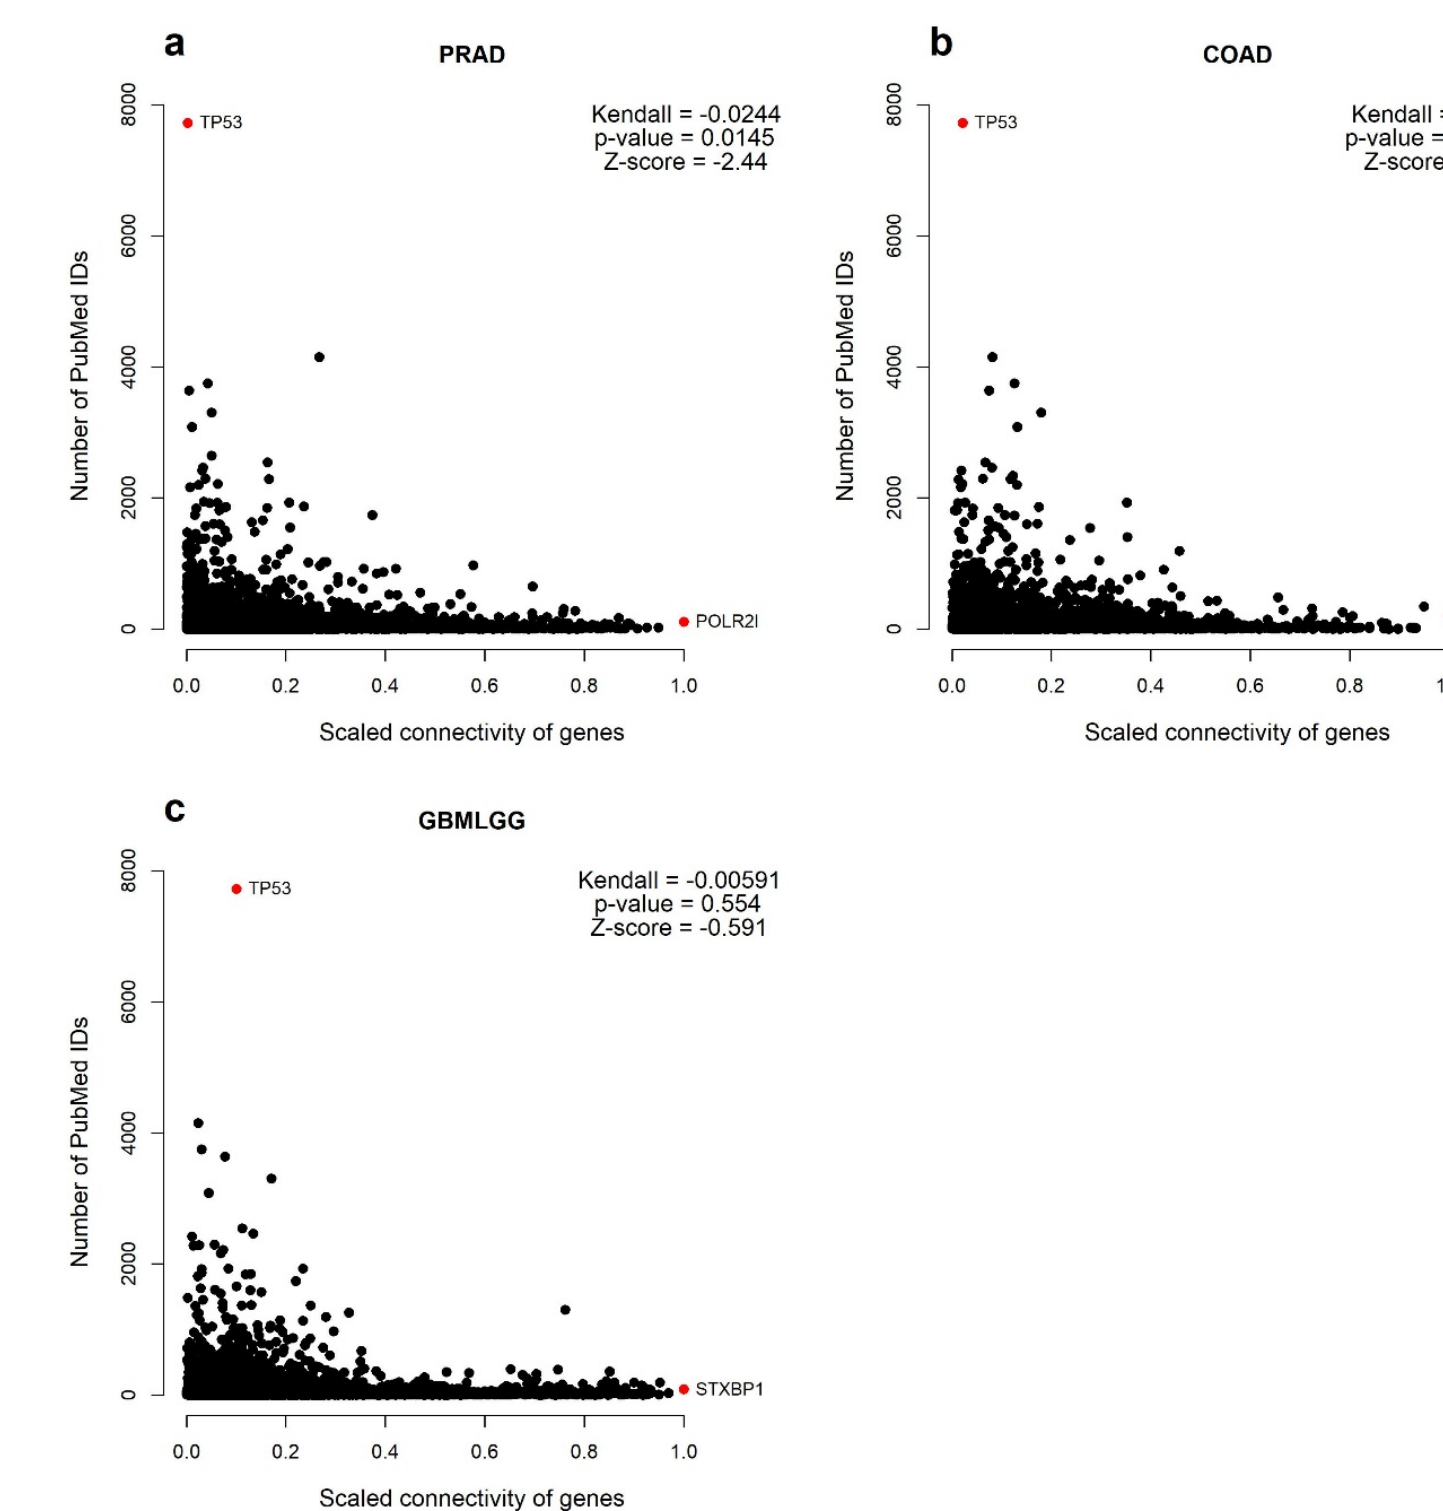 a
PRAD
8000
6000
4000
2000
0
Number of PubMed IDs
TP53
Kendall = -0.0244
p-value = 0.0145
Z-score = -2.44
POLR2I
0.0 0.2 0.4 0.6 0.8 1.0
Scaled connectivity of genes
b
COAD
8000
6000
4000
2000
0
Number of PubMed IDs
TP53
Kendall =
p-value =
Z-score
0.0 0.2 0.4 0.6 0.8
Scaled connectivity of genes
c
GBMLGG
8000
6000
4000
2000
0
Number of PubMed IDs
TP53
Kendall = -0.00591
p-value = 0.554
Z-score = -0.591
STXBP1
0.0 0.2 0.4 0.6 0.8 1.0
Scaled connectivity of genes